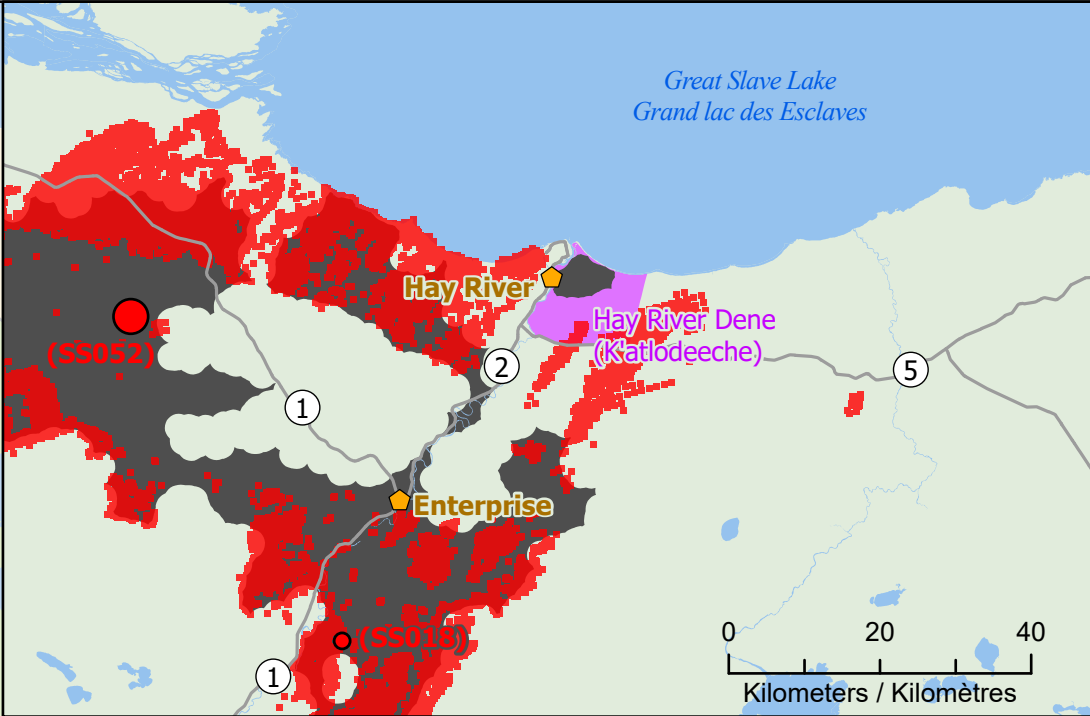 Great Slave Lake
Grand lac des Esclaves
Hay River
Hay River Dene
(K'atlodeeche)
(SS052)
2
5
1
Enterprise
(SS018)
1
0 20 40
Kilometers / Kilomètres